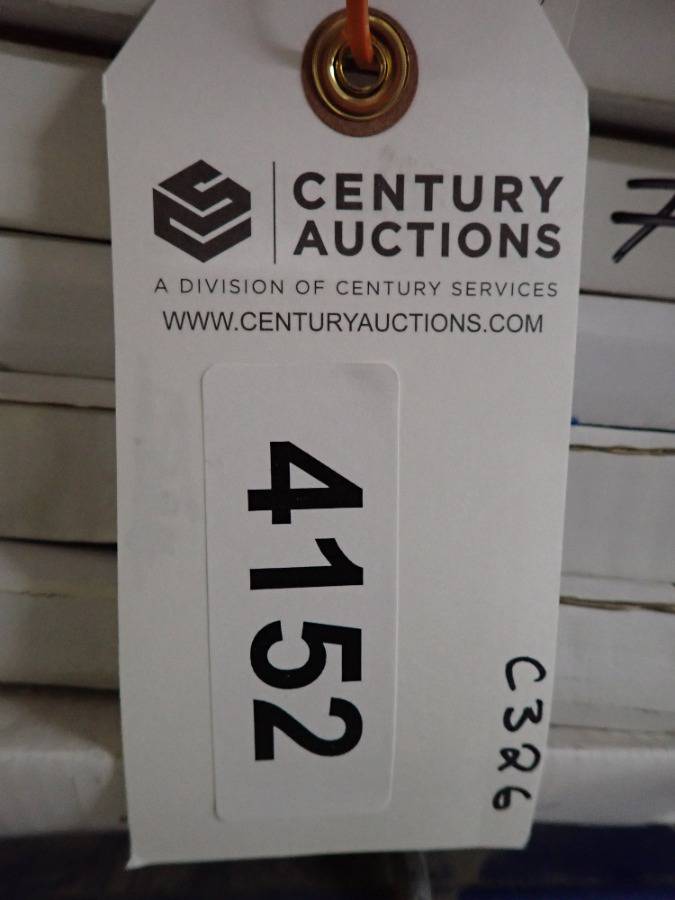 CENTURY
AUCTIONS
A DIVISION OF CENTURY SERVICES
WWW.CENTURYAUCTIONS.COM
4152
C326